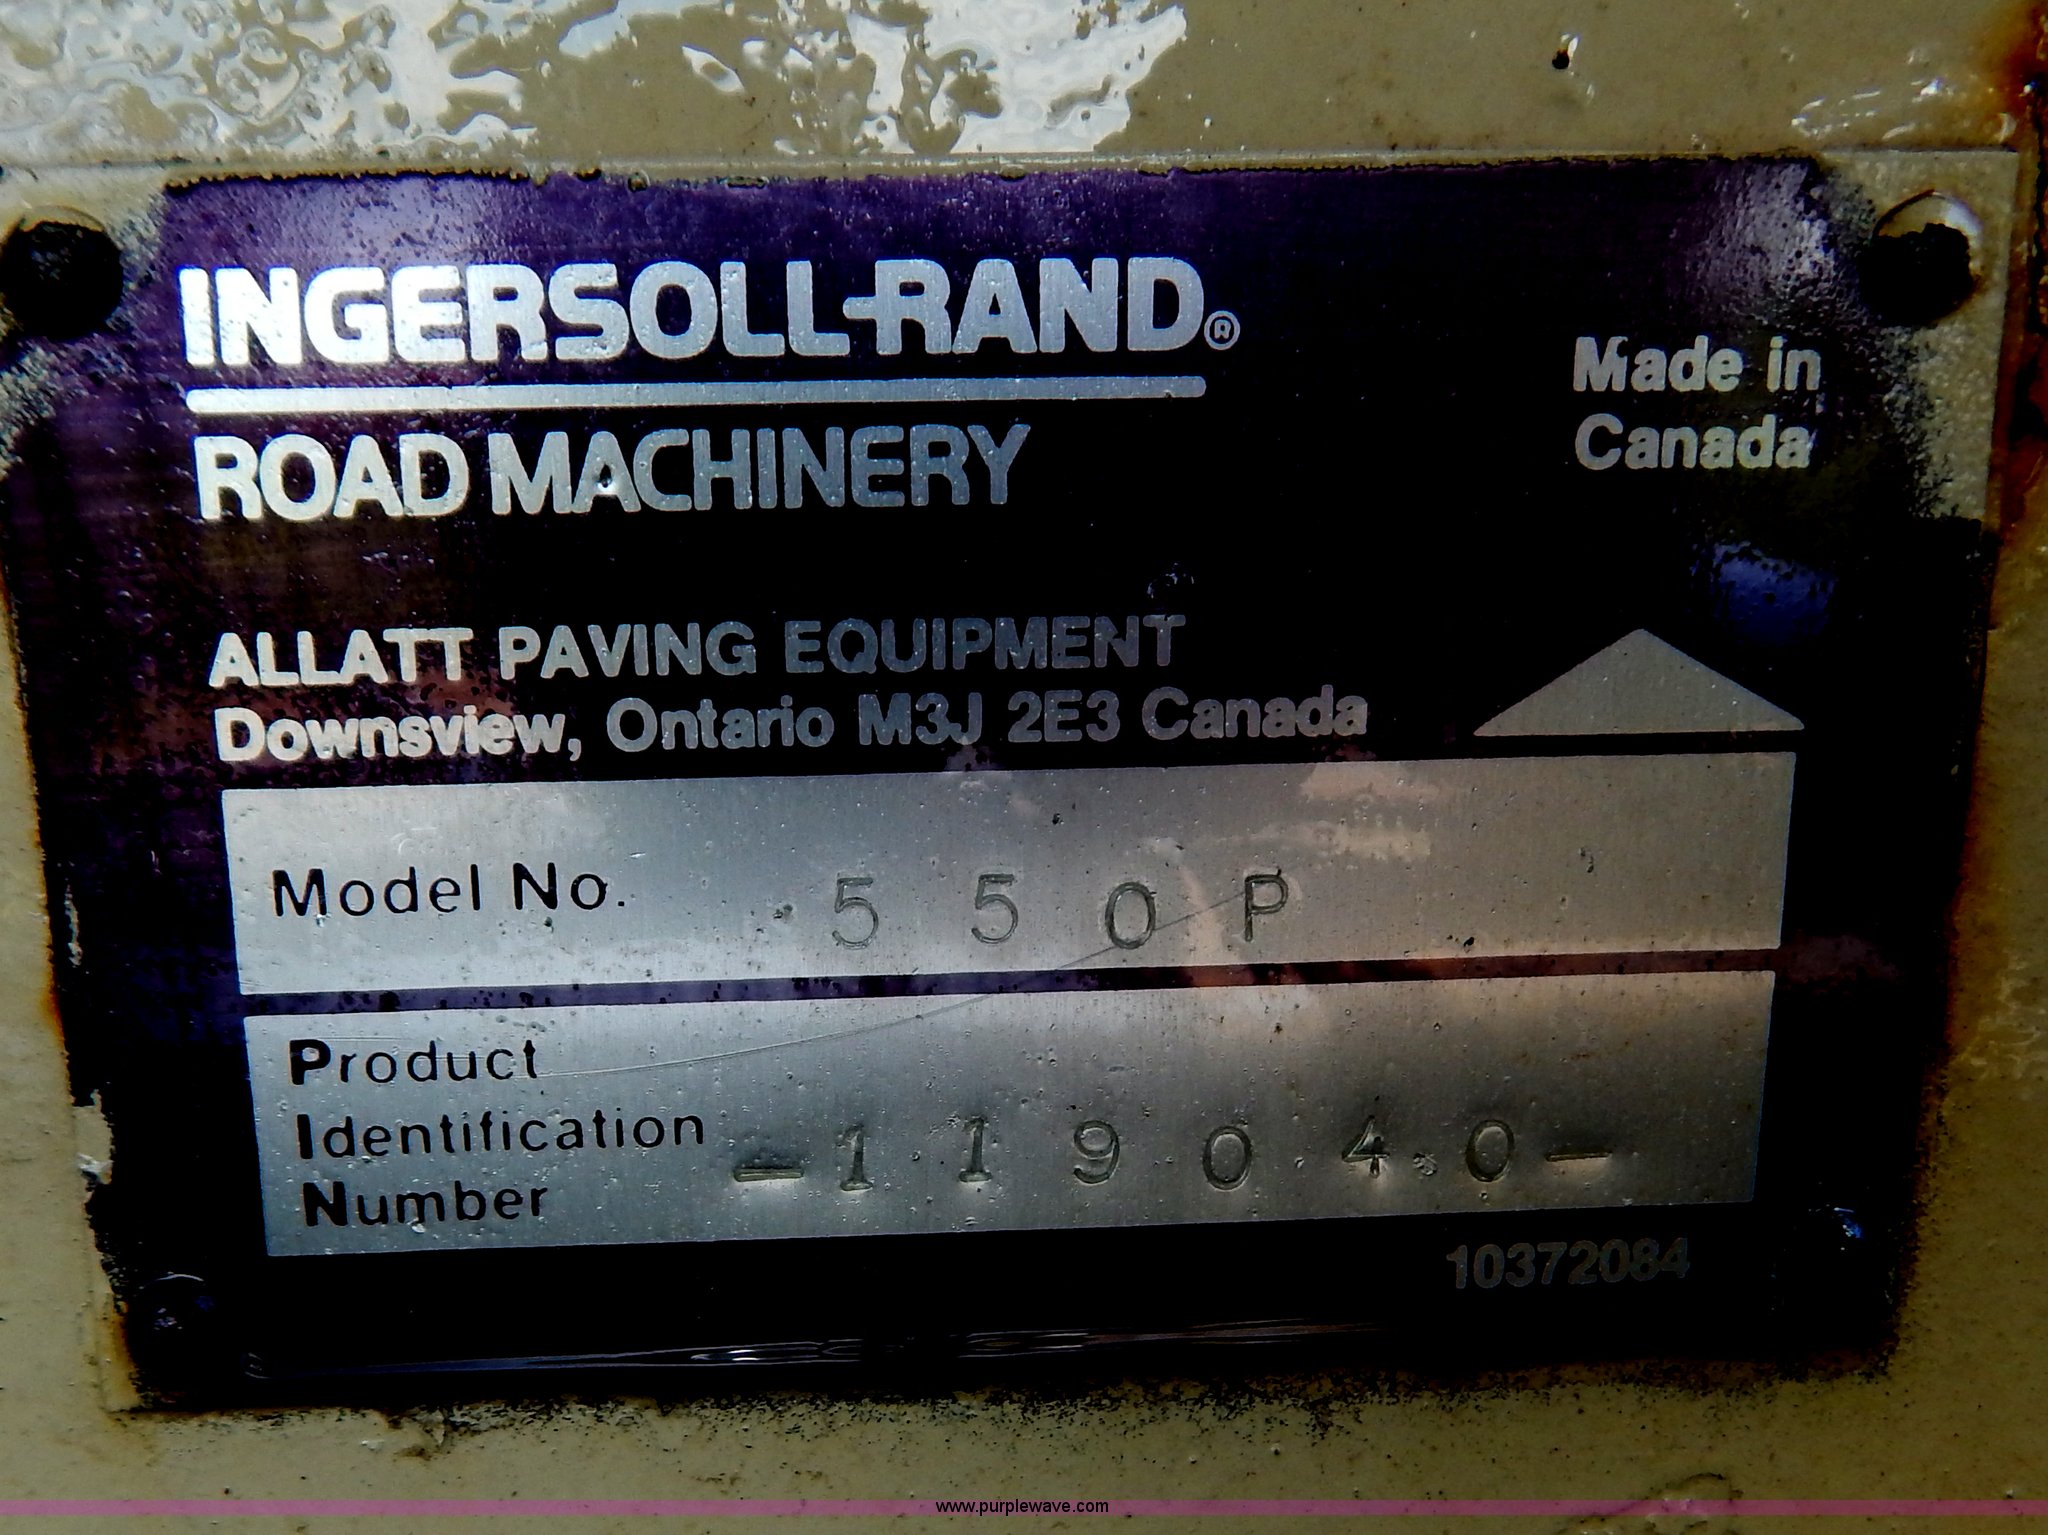 INGERSOLL-RAND®
ROAD MACHINERY
Made in
Canada
ALLATT PAVING EQUIPMENT
Downsview, Ontario M3J 2E3 Canada
Model No. 550P
Product
Identification
Number -119040-
10372084
www.purplewave.com